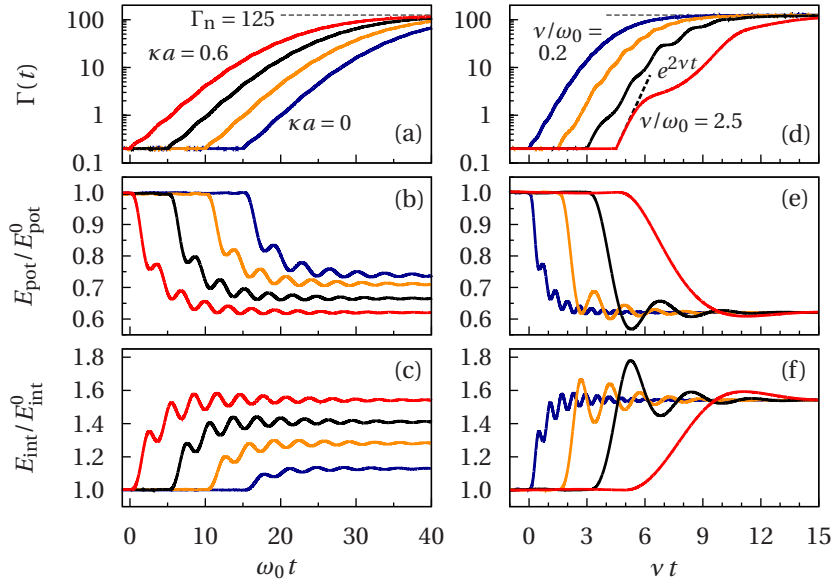 Γ(t)
100
10
1
0.1
Γn = 125
κa = 0.6
κa = 0
(a)
ν/ω0 =
0.2
e^{2νt}
ν/ω0 = 2.5
(d)
Epot/E^0_pot
1.0
0.9
0.8
0.7
0.6
(b)
(e)
Eint/E^0_int
1.8
1.6
1.4
1.2
1.0
(c)
(f)
0 10 20 30 40
ω0 t
0 3 6 9 12 15
ν t